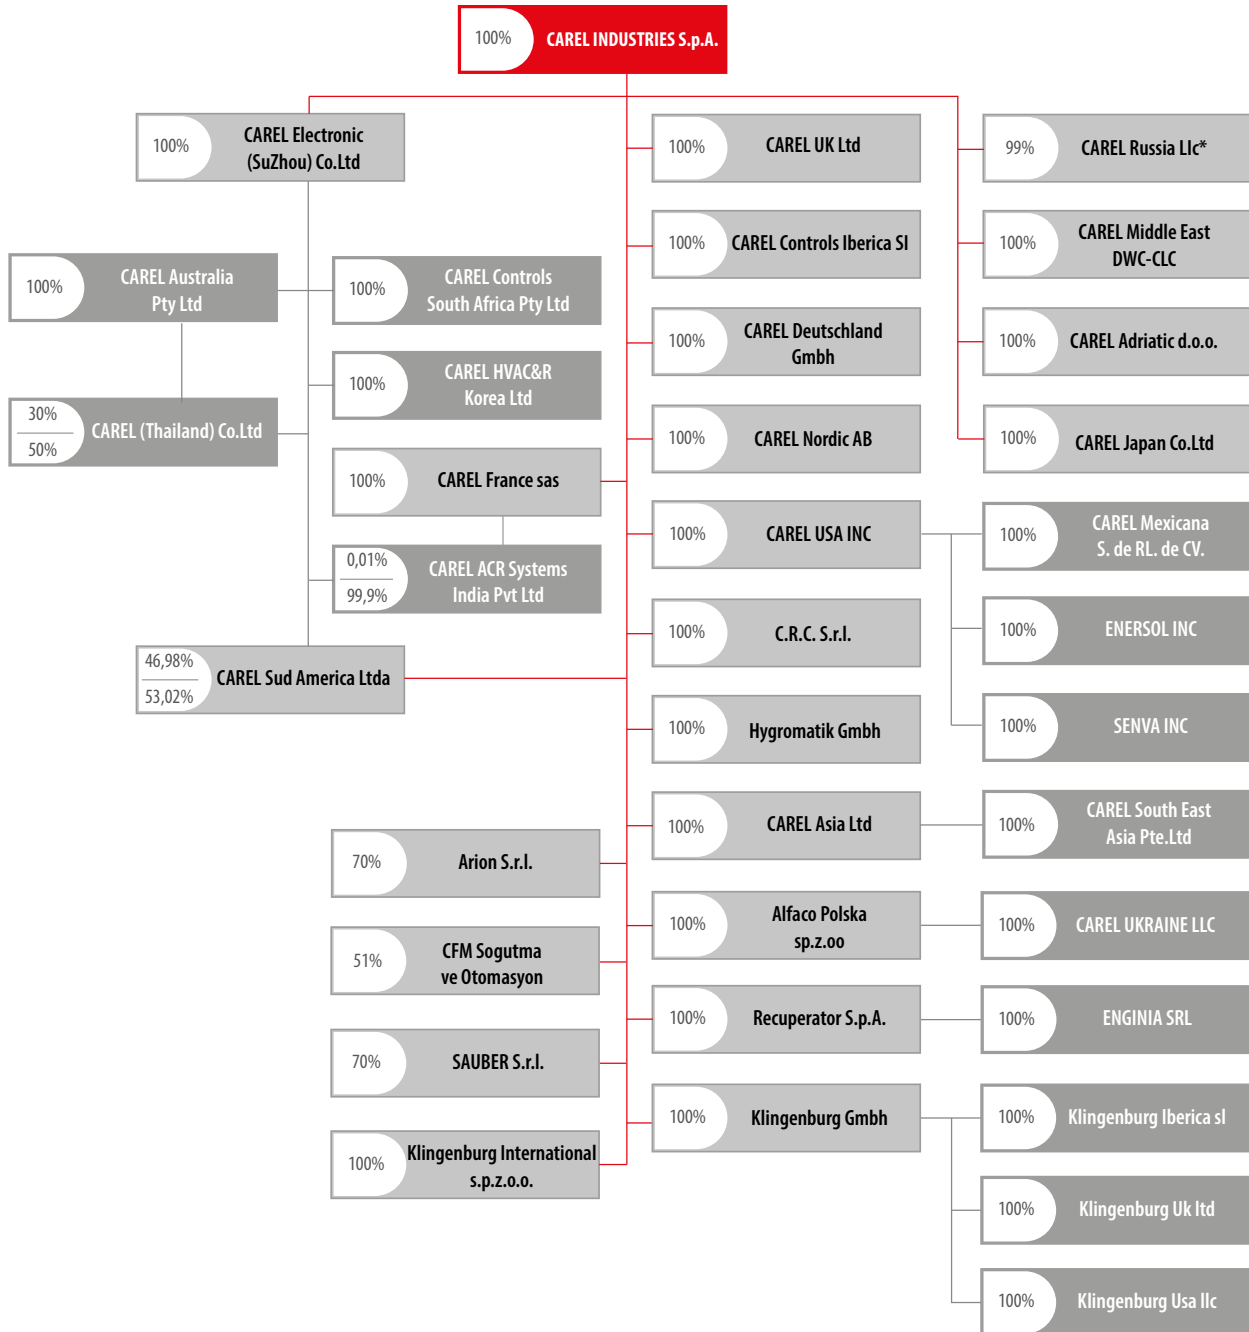 100%
CAREL INDUSTRIES S.p.A.
100%
CAREL Electronic
(SuZhou) Co.Ltd
100%
CAREL Australia
Pty Ltd
100%
CAREL Controls
South Africa Pty Ltd
100%
CAREL HVAC&R
Korea Ltd
30%
50%
CAREL (Thailand) Co.Ltd
100%
CAREL France sas
0,01%
99,9%
CAREL ACR Systems
India Pvt Ltd
46,98%
53,02%
CAREL Sud America Ltda
70%
Arion S.r.l.
51%
CFM Sogutma
ve Otomasyon
70%
SAUBER S.r.l.
100%
Klingenburg International
s.p.z.o.o.
100%
CAREL UK Ltd
100%
CAREL Controls Iberica Sl
100%
CAREL Deutschland
Gmbh
100%
CAREL Nordic AB
100%
CAREL USA INC
100%
C.R.C. S.r.l.
100%
Hygromatik Gmbh
100%
CAREL Asia Ltd
100%
Alfaco Polska
sp.z.oo
100%
Recuperator S.p.A.
100%
Klingenburg Gmbh
99%
CAREL Russia Llc*
100%
CAREL Middle East
DWC-CLC
100%
CAREL Adriatic d.o.o.
100%
CAREL Japan Co.Ltd
100%
CAREL Mexicana
S. de RL. de CV.
100%
ENERSOL INC
100%
SENVA INC
100%
CAREL South East
Asia Pte.Ltd
100%
CAREL UKRAINE LLC
100%
ENGINIA SRL
100%
Klingenburg Iberica sl
100%
Klingenburg Uk ltd
100%
Klingenburg Usa llc